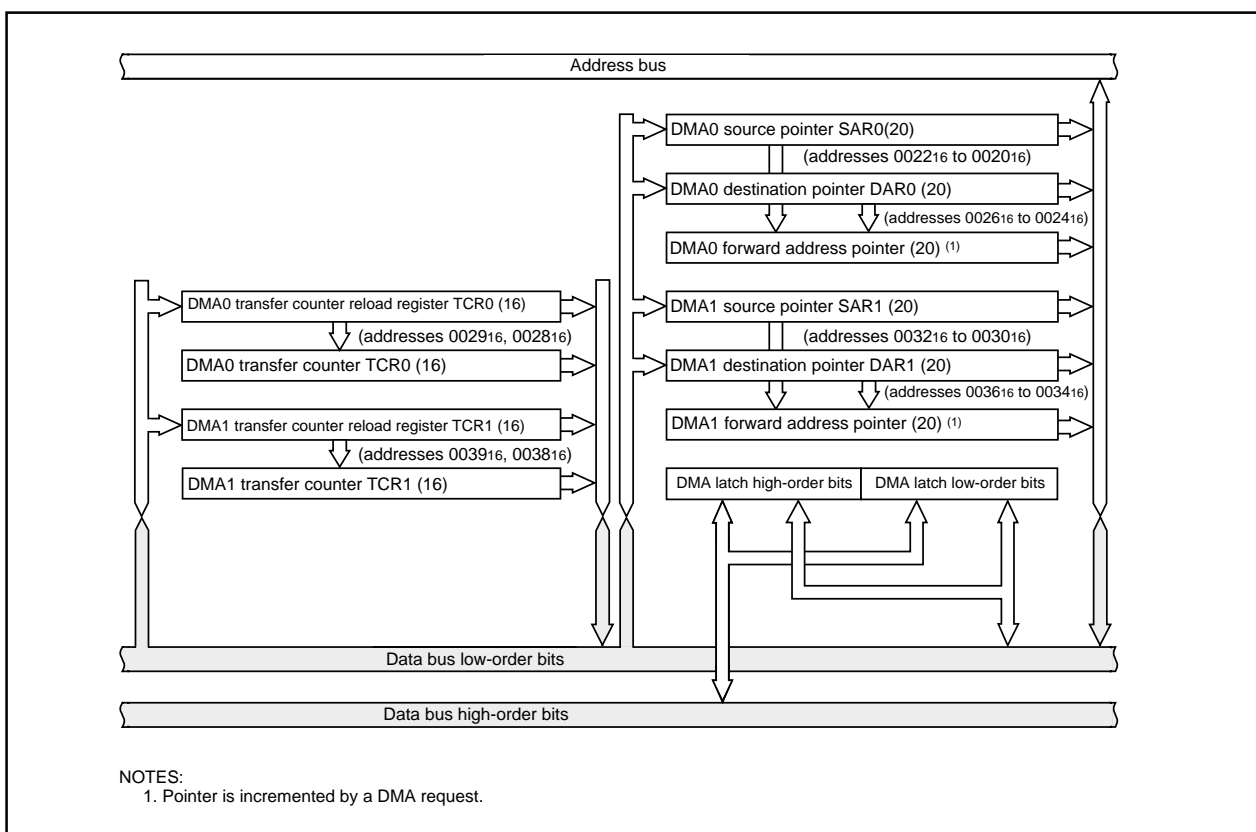 Address bus
DMA0 source pointer SAR0(20)
(addresses 002216 to 002016)
DMA0 destination pointer DAR0 (20)
(addresses 002616 to 002416)
DMA0 forward address pointer (20) (1)
DMA0 transfer counter reload register TCR0 (16)
(addresses 002916, 002816)
DMA0 transfer counter TCR0 (16)
DMA1 transfer counter reload register TCR1 (16)
(addresses 003916, 003816)
DMA1 transfer counter TCR1 (16)
DMA1 source pointer SAR1 (20)
(addresses 003216 to 003016)
DMA1 destination pointer DAR1 (20)
(addresses 003616 to 003416)
DMA1 forward address pointer (20) (1)
DMA latch high-order bits DMA latch low-order bits
Data bus low-order bits
Data bus high-order bits
NOTES:
1. Pointer is incremented by a DMA request.